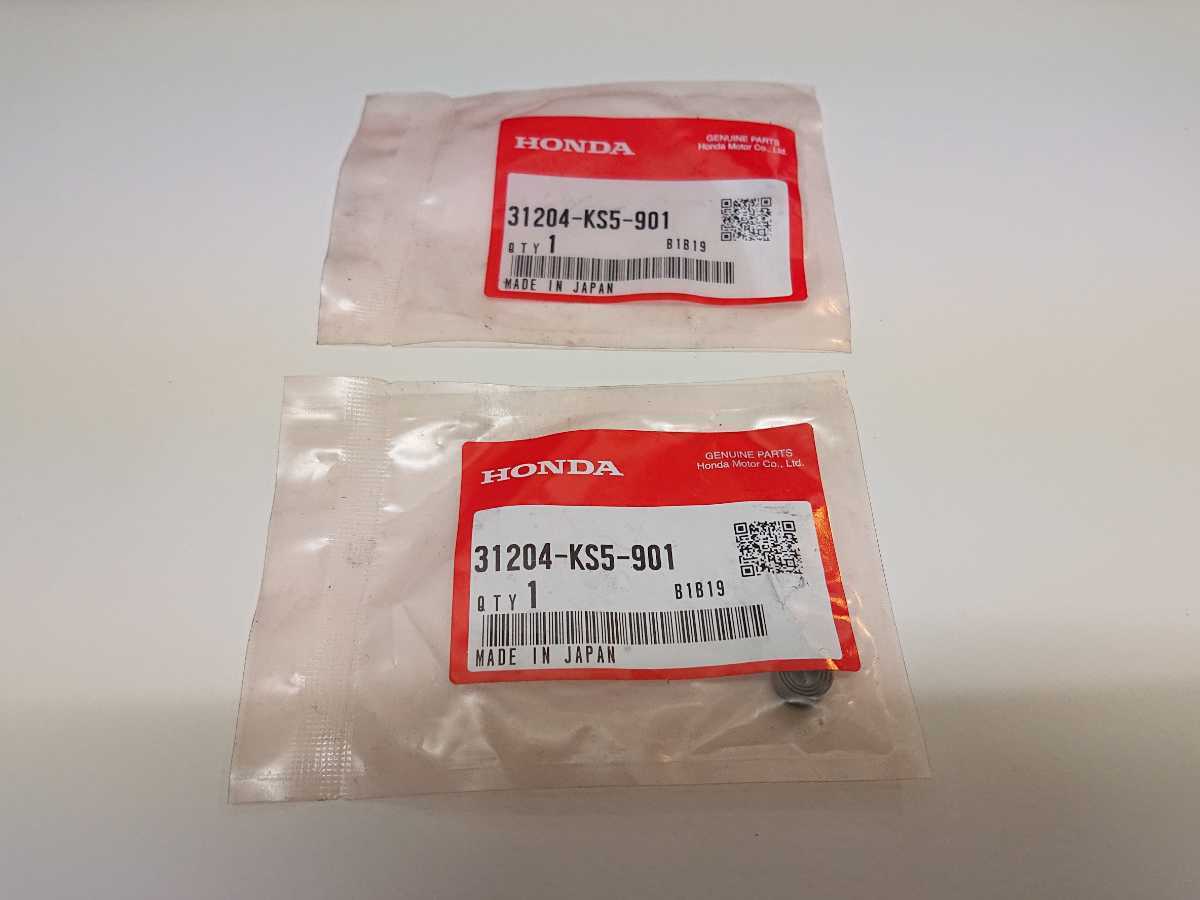 HONDA
GENUINE PARTS
Honda Motor Co., Ltd.
31204-KS5-901
QTY 1 B1B19
MADE IN JAPAN
HONDA
GENUINE PARTS
Honda Motor Co., Ltd.
31204-KS5-901
QTY 1 B1B19
MADE IN JAPAN